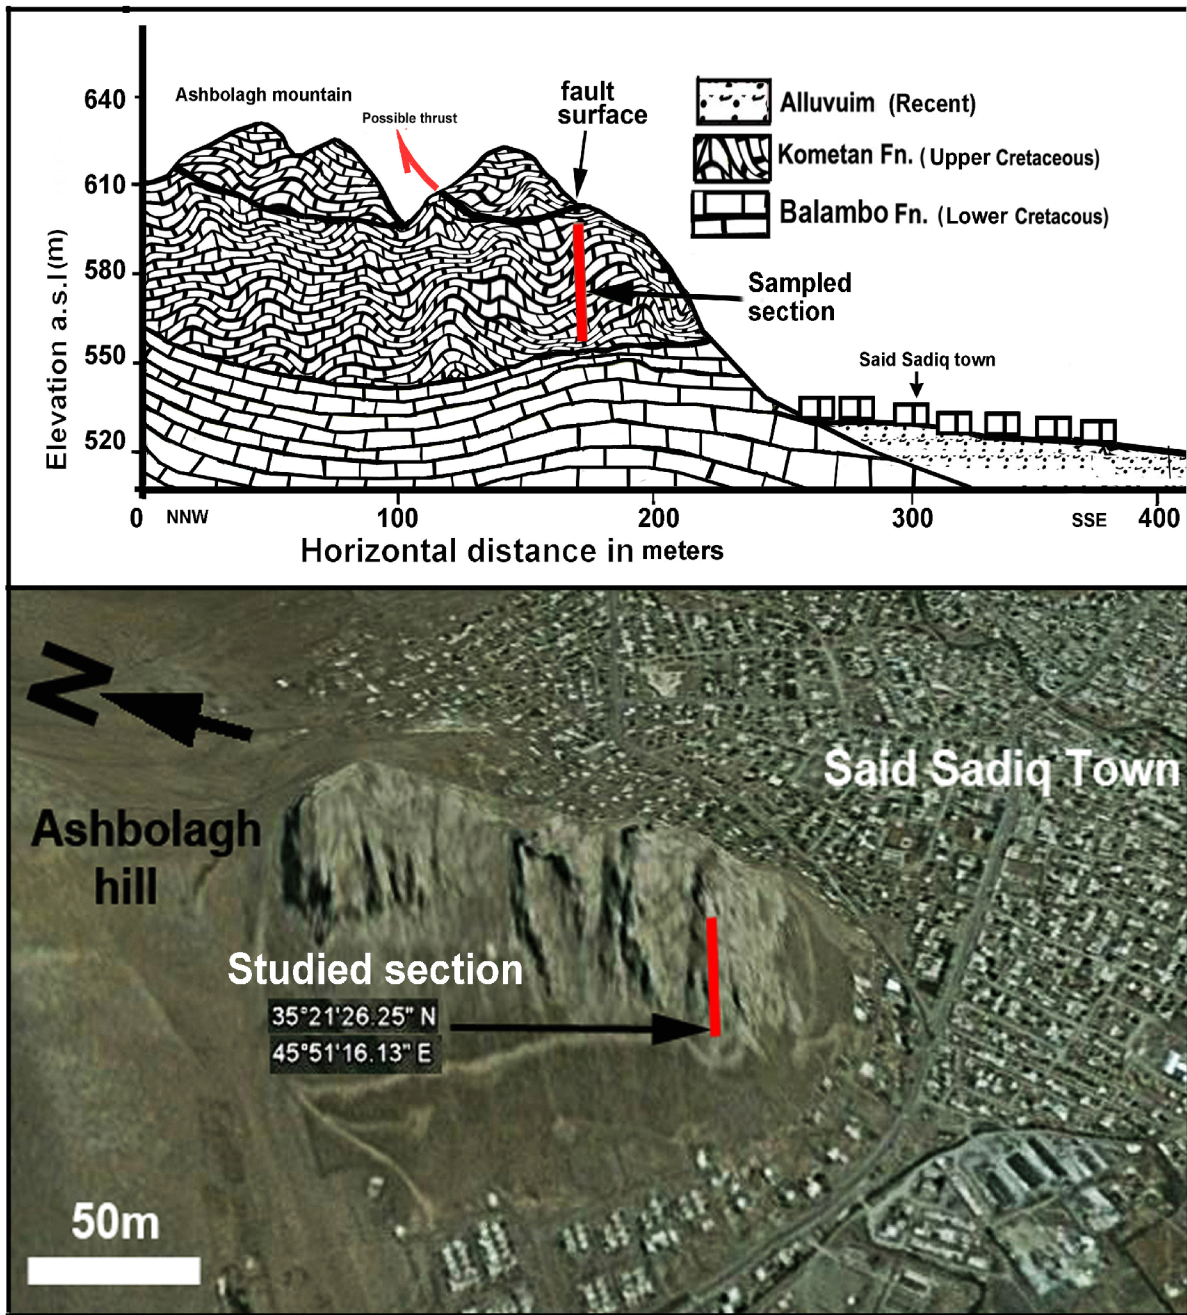 640
610
580
550
520
Elevation a.s.l (m)
Ashbolagh mountain
Possible thrust
fault
surface
Alluvuim (Recent)
Kometan Fn. (Upper Cretaceous)
Balambo Fn. (Lower Cretacous)
Sampled
section
Said Sadiq town
0 NNW 100 200 300 SSE 400
Horizontal distance in meters
N
Said Sadiq Town
Ashbolagh
hill
Studied section
35°21'26.25" N
45°51'16.13" E
50m